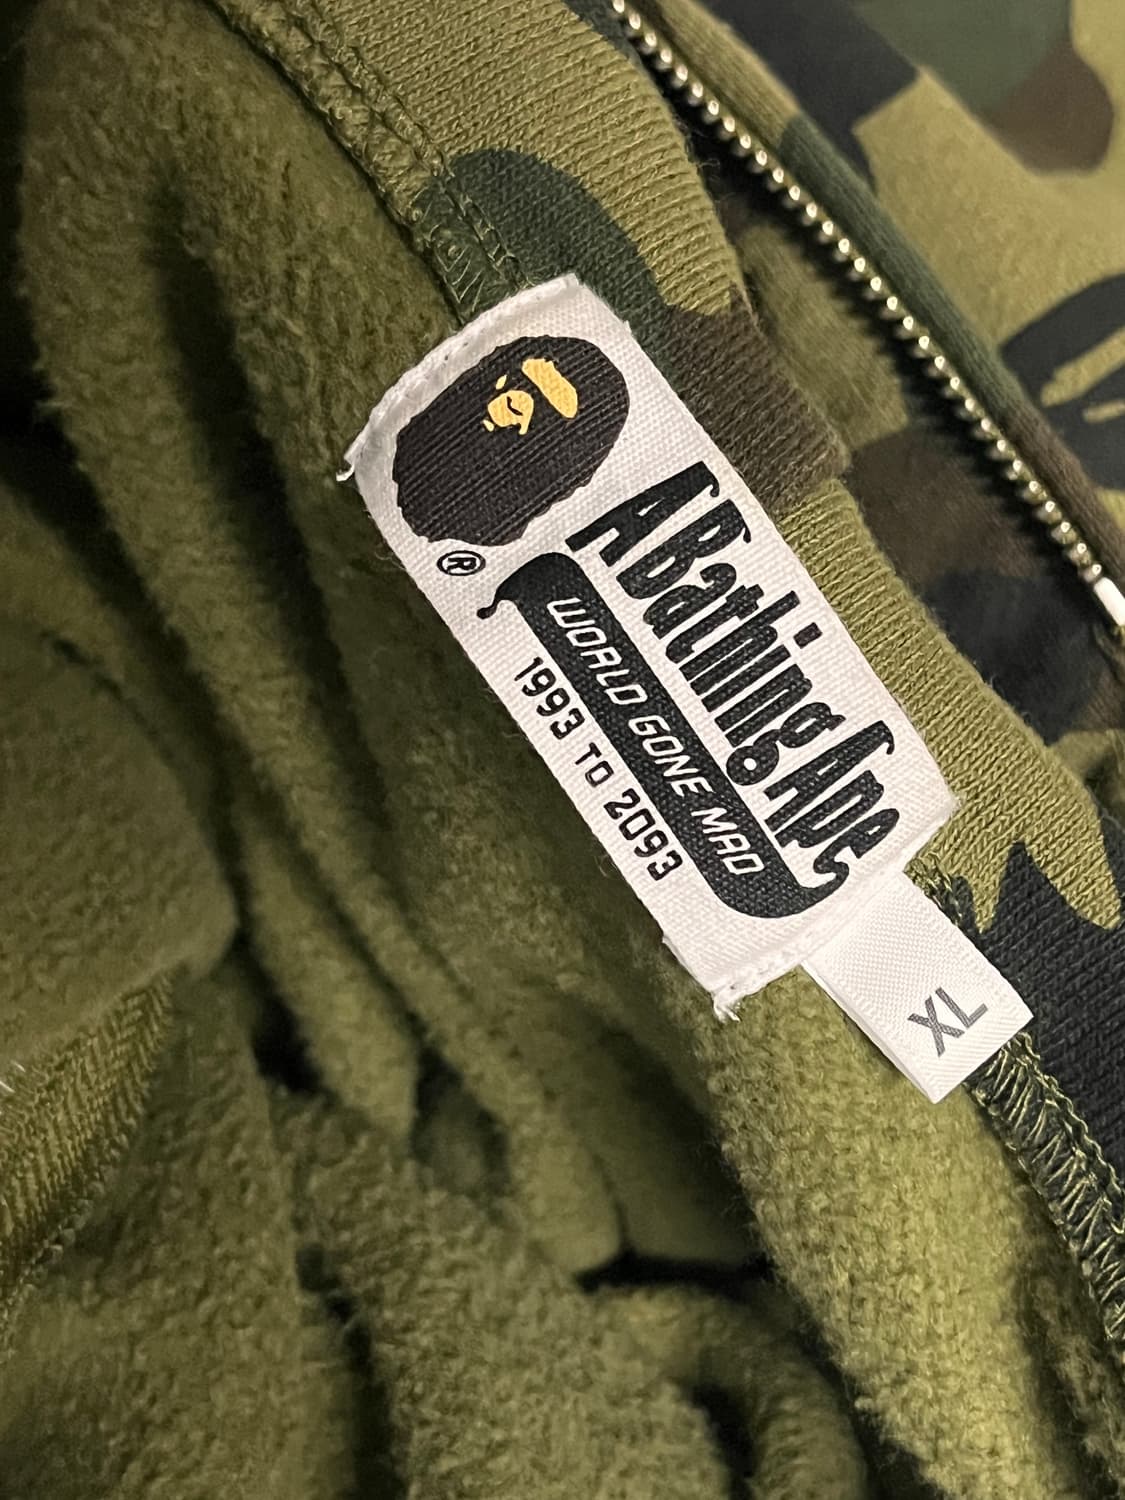 A Bathing Ape
®
WORLD GONE MAD
1993 TO 2093
XL